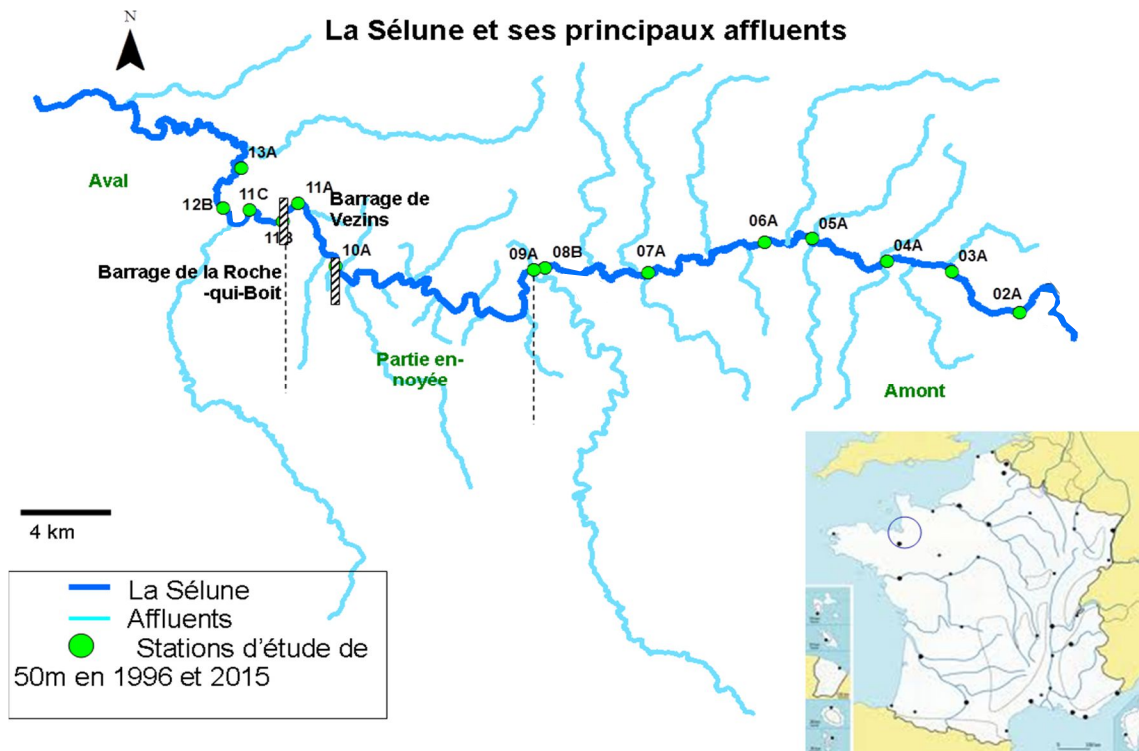 N
La Sélune et ses principaux affluents
13A
Aval
12B
11C
11A
11B
Barrage de
Vezins
10A
Barrage de la Roche
-qui-Boit
09A
08B
07A
06A
05A
04A
03A
02A
Partie en-
noyée
Amont
4 km
La Sélune
Affluents
Stations d'étude de
50m en 1996 et 2015